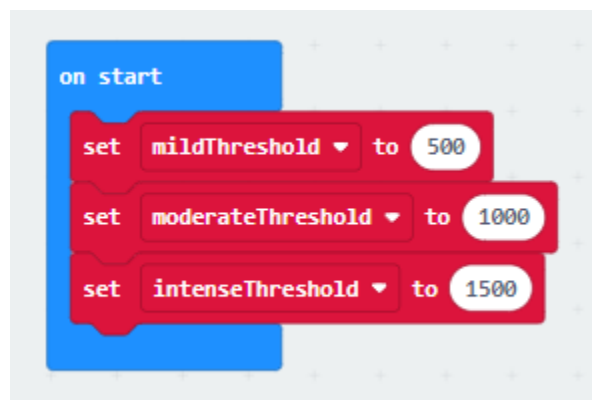 on start
set mildThreshold to 500
set moderateThreshold to 1000
set intenseThreshold to 1500